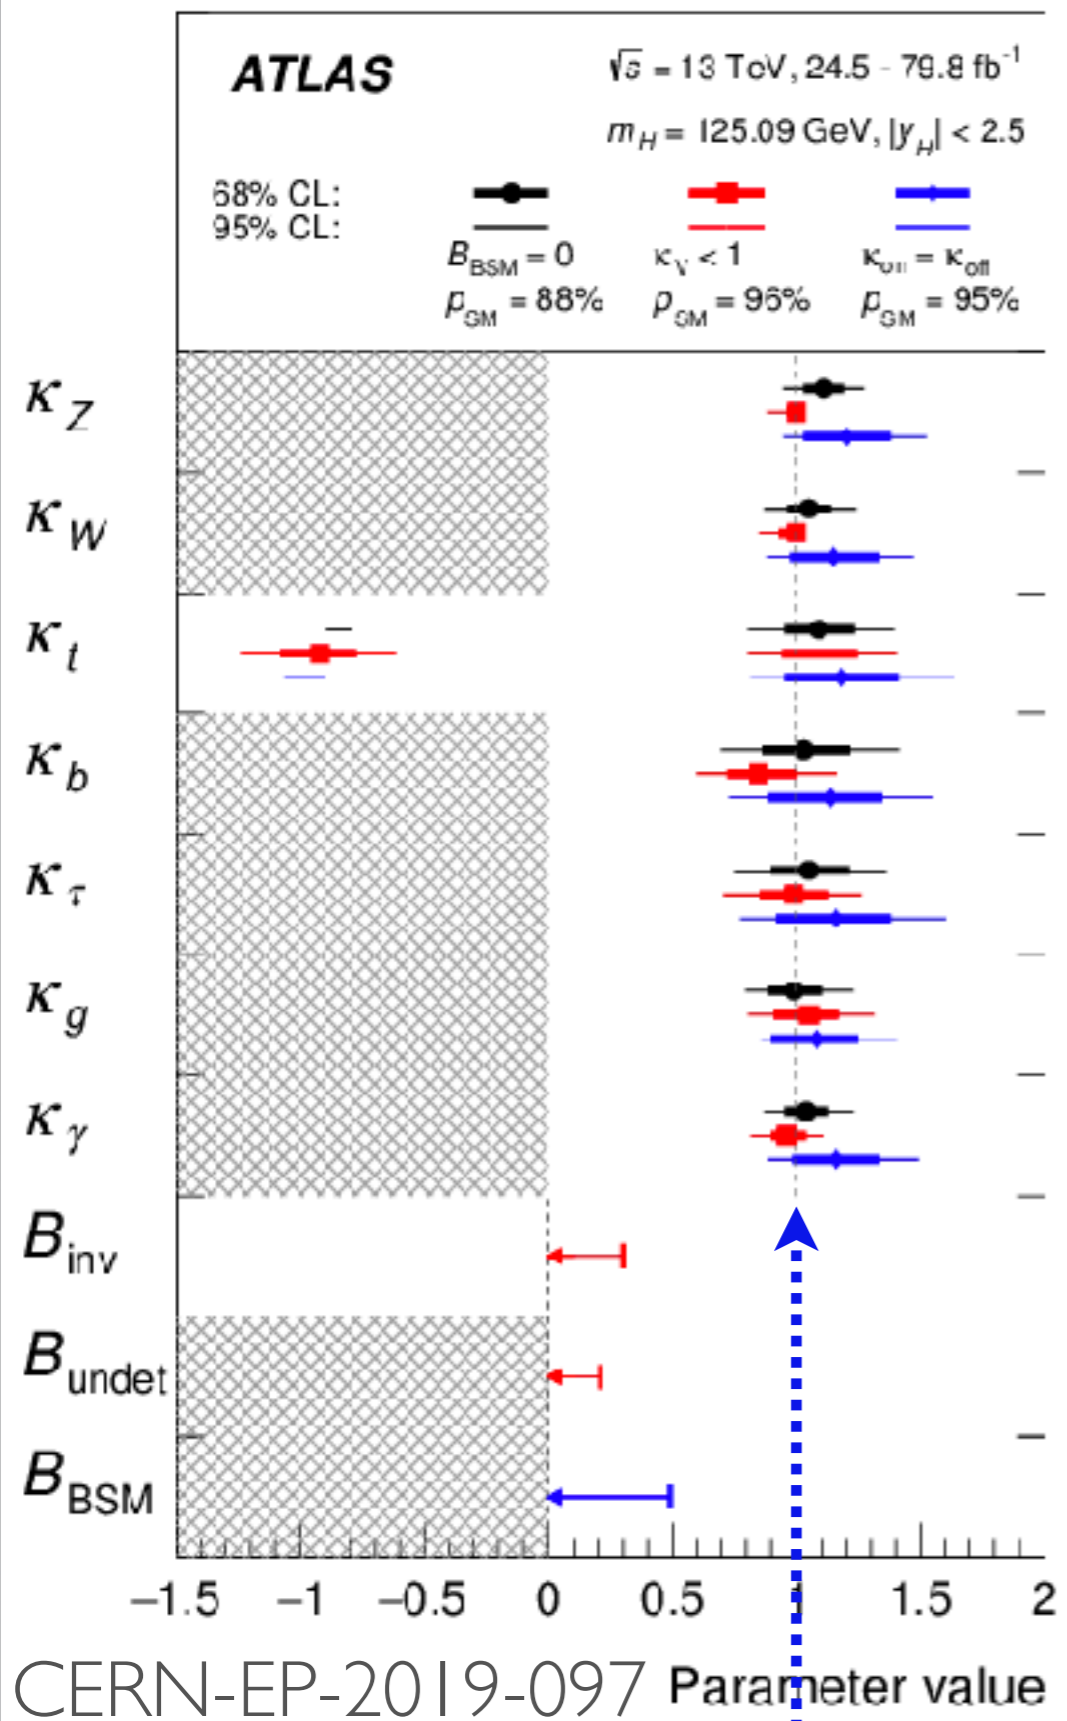 ATLAS
√s = 13 TeV, 24.5 - 79.8 fb⁻¹
m_H = 125.09 GeV, |y_H| < 2.5
68% CL:
95% CL:
B_BSM = 0 κ_V < 1 κ_on = κ_off
p_SM = 88% p_SM = 96% p_SM = 95%
κ_Z
κ_W
κ_t
κ_b
κ_τ
κ_g
κ_γ
B_inv
B_undet
B_BSM
−1.5 −1 −0.5 0 0.5 1 1.5 2
CERN-EP-2019-097 Parameter value